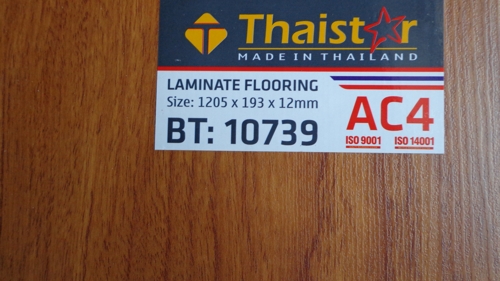 Thaistar
MADE IN THAILAND
LAMINATE FLOORING
Size: 1205 x 193 x 12mm
BT: 10739
AC4
ISO 9001 ISO 14001